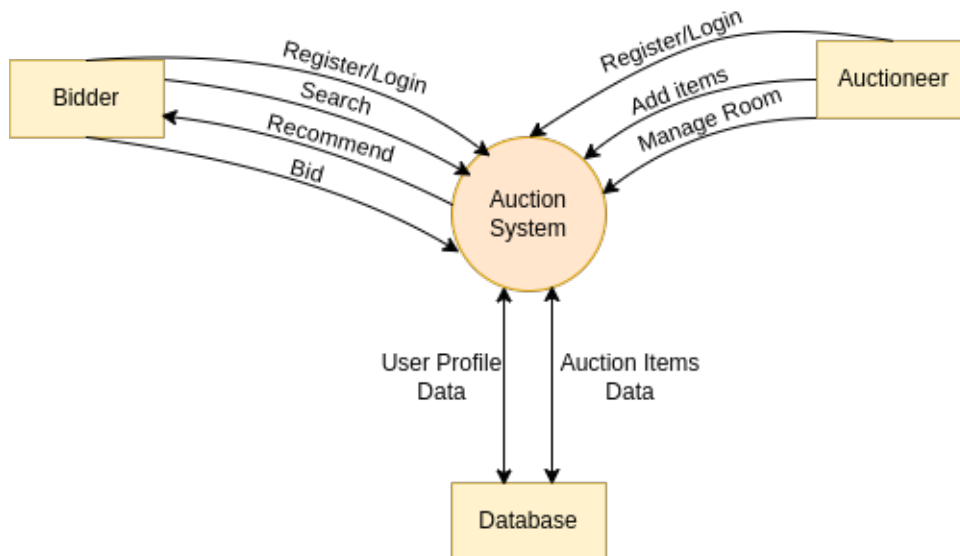 Bidder
Register/Login
Search
Recommend
Bid
Register/Login
Add items
Manage Room
Auctioneer
Auction
System
User Profile
Data
Auction Items
Data
Database